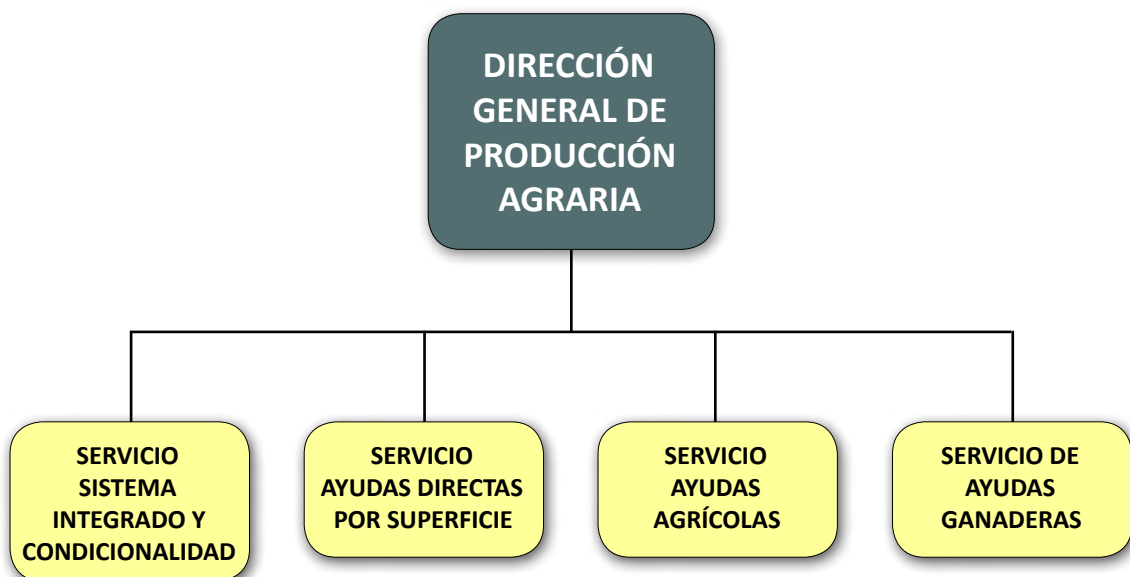 DIRECCIÓN
GENERAL DE
PRODUCCIÓN
AGRARIA
SERVICIO
SISTEMA
INTEGRADO Y
CONDICIONALIDAD
SERVICIO
AYUDAS DIRECTAS
POR SUPERFICIE
SERVICIO
AYUDAS
AGRÍCOLAS
SERVICIO DE
AYUDAS
GANADERAS